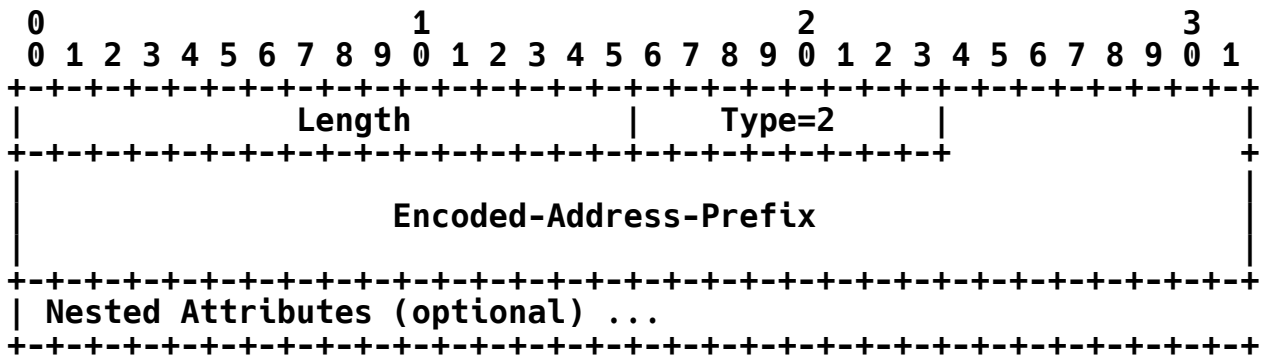 0                   1                   2                   3
 0 1 2 3 4 5 6 7 8 9 0 1 2 3 4 5 6 7 8 9 0 1 2 3 4 5 6 7 8 9 0 1
+-+-+-+-+-+-+-+-+-+-+-+-+-+-+-+-+-+-+-+-+-+-+-+-+-+-+-+-+-+-+-+-+
|              Length           |    Type=2     |               |
+-+-+-+-+-+-+-+-+-+-+-+-+-+-+-+-+-+-+-+-+-+-+-+-+               +
|                                                               |
|                   Encoded-Address-Prefix                      |
|                                                               |
+-+-+-+-+-+-+-+-+-+-+-+-+-+-+-+-+-+-+-+-+-+-+-+-+-+-+-+-+-+-+-+-+
| Nested Attributes (optional) ...
+-+-+-+-+-+-+-+-+-+-+-+-+-+-+-+-+-+-+-+-+-+-+-+-+-+-+-+-+-+-+-+-+